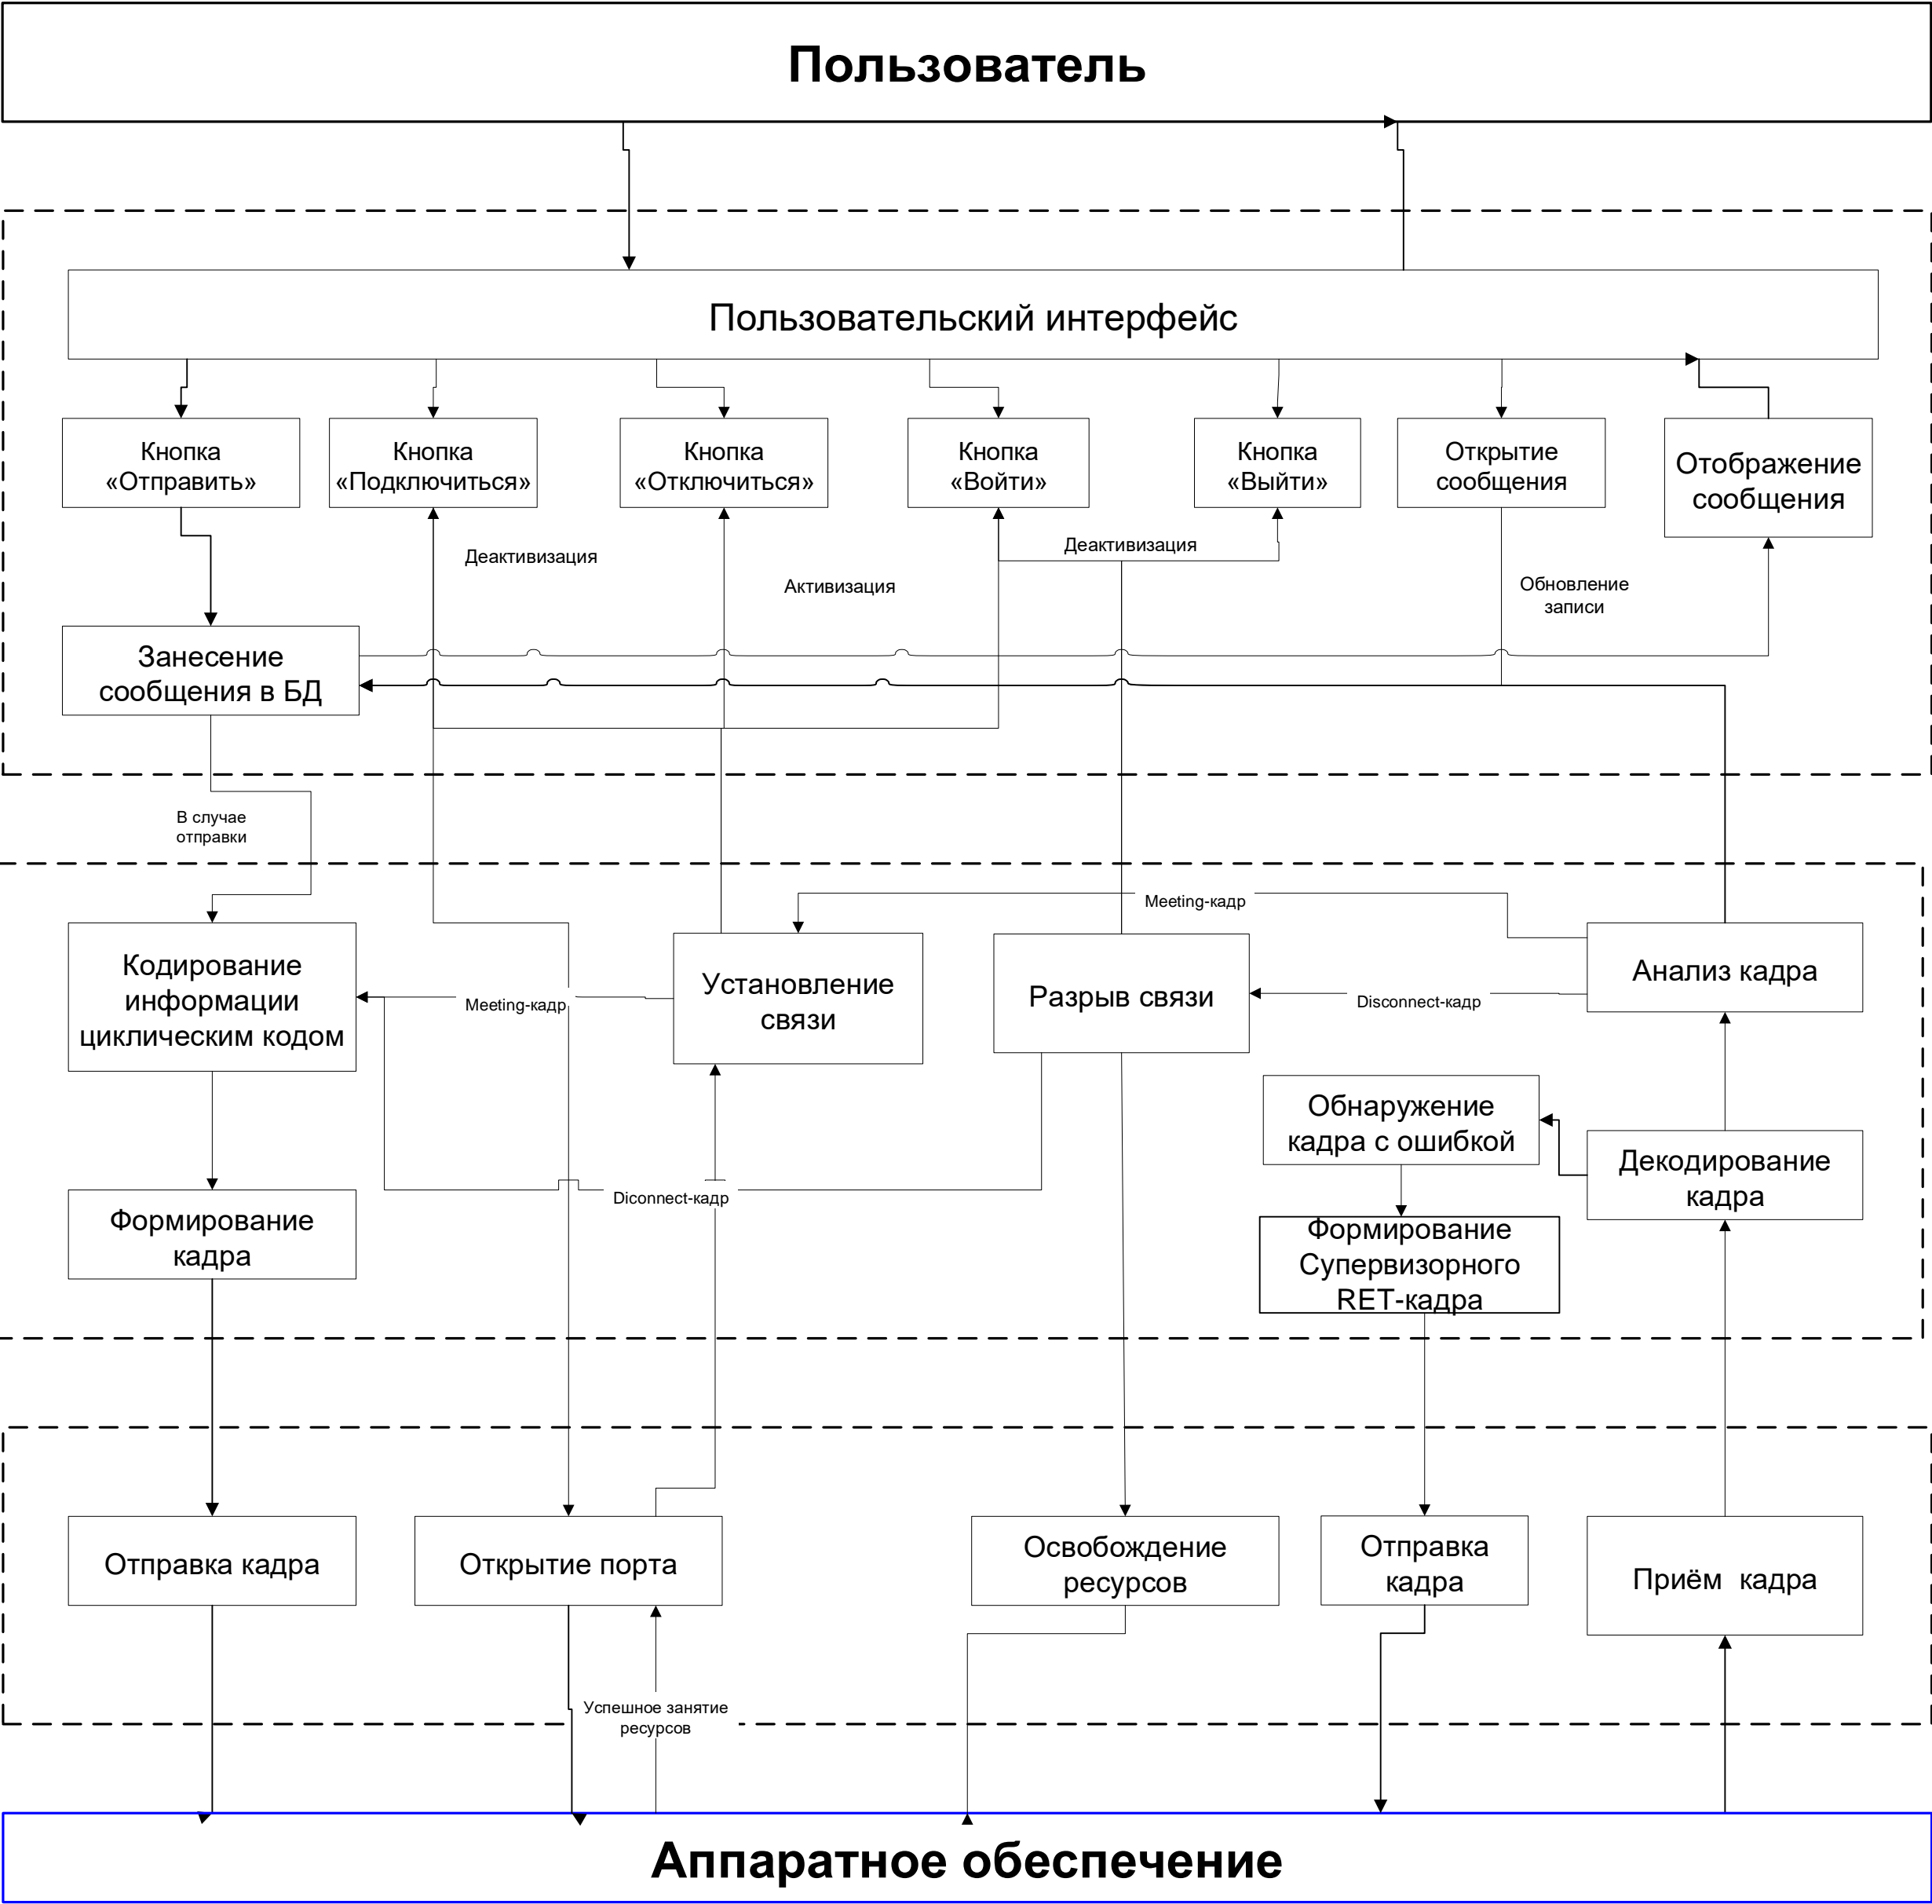 Пользователь
Пользовательский интерфейс
Кнопка
«Отправить»
Кнопка
«Подключиться»
Кнопка
«Отключиться»
Кнопка
«Войти»
Кнопка
«Выйти»
Открытие
сообщения
Отображение
сообщения
Деактивизация
Деактивизация
Активизация
Обновление
записи
Занесение
сообщения в БД
В случае
отправки
Meeting-кадр
Кодирование
информации
циклическим кодом
Meeting-кадр
Установление
связи
Разрыв связи
Disconnect-кадр
Анализ кадра
Обнаружение
кадра с ошибкой
Декодирование
кадра
Diconnect-кадр
Формирование
кадра
Формирование
Супервизорного
RET-кадра
Отправка кадра
Открытие порта
Освобождение
ресурсов
Отправка
кадра
Приём кадра
Успешное занятие
ресурсов
Аппаратное обеспечение